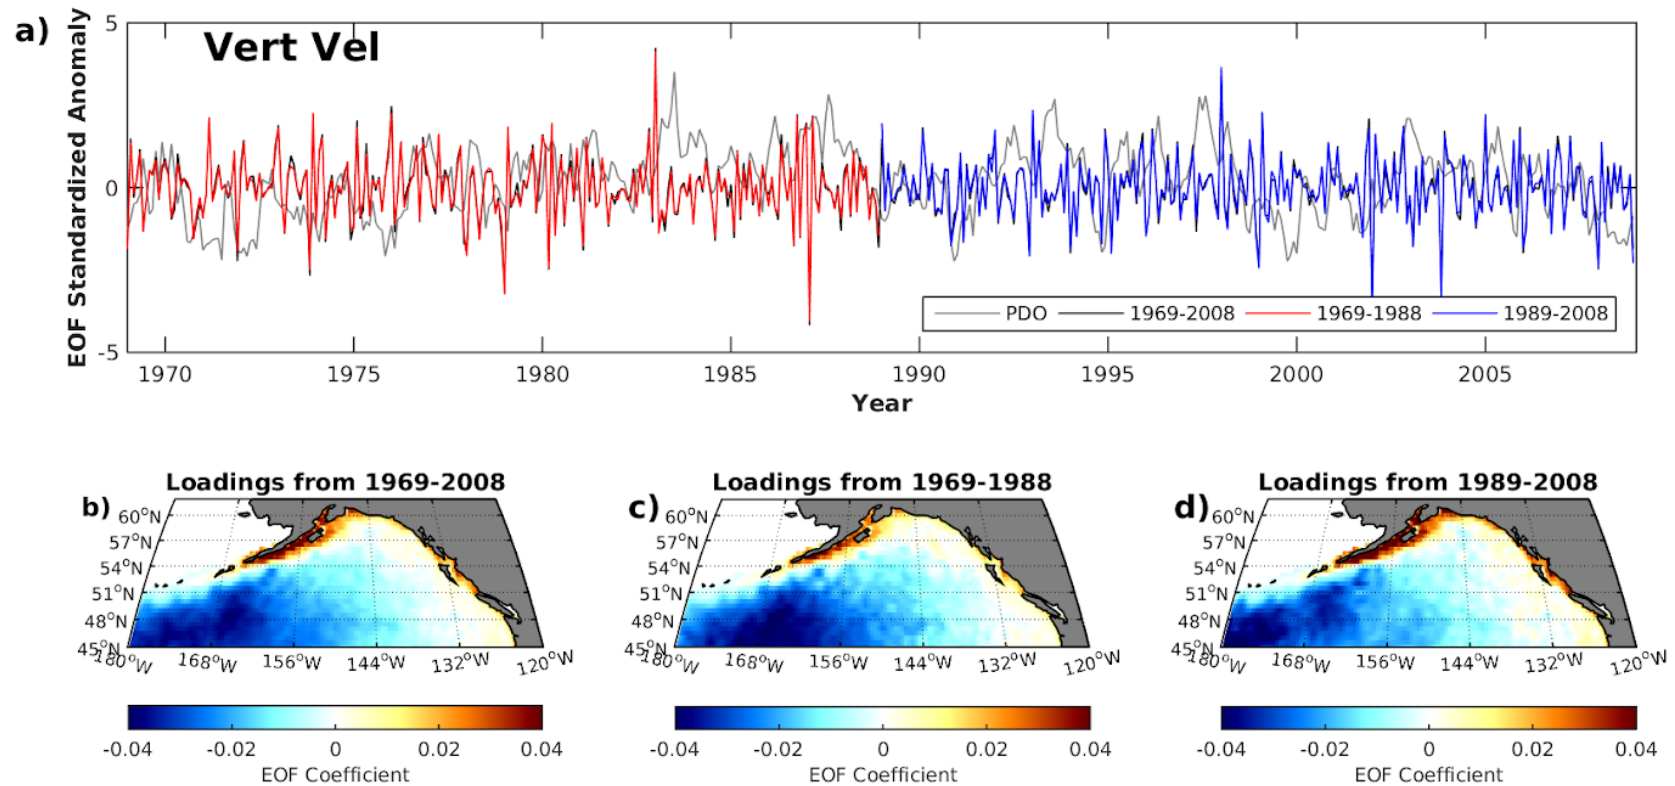 a)
EOF Standardized Anomaly
Vert Vel
5
0
-5
PDO 1969-2008 1969-1988 1989-2008
1970 1975 1980 1985 1990 1995 2000 2005
Year
b) Loadings from 1969-2008
60°N
57°N
54°N
51°N
48°N
45°N
180°W 168°W 156°W 144°W 132°W 120°W
-0.04 -0.02 0 0.02 0.04
EOF Coefficient
c) Loadings from 1969-1988
60°N
57°N
54°N
51°N
48°N
45°N
180°W 168°W 156°W 144°W 132°W 120°W
-0.04 -0.02 0 0.02 0.04
EOF Coefficient
d) Loadings from 1989-2008
60°N
57°N
54°N
51°N
48°N
45°N
180°W 168°W 156°W 144°W 132°W 120°W
-0.04 -0.02 0 0.02 0.04
EOF Coefficient